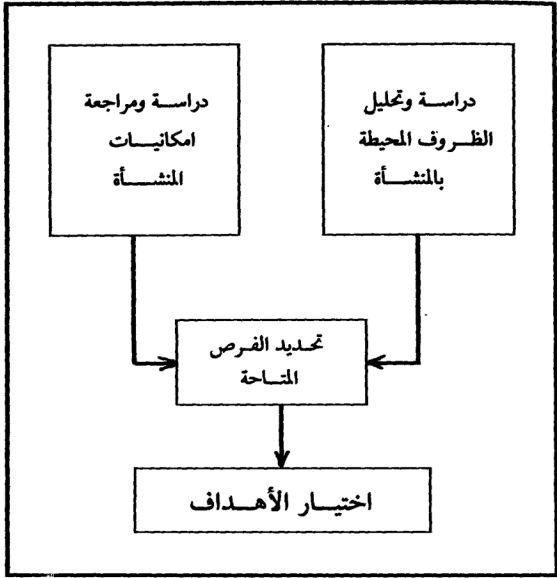 دراسة وتحليل
الظروف المحيطة
بالمنشأة
دراسة ومراجعة
امكانيات
المنشأة
تحديد الفرص
المتاحة
اختيار الأهداف